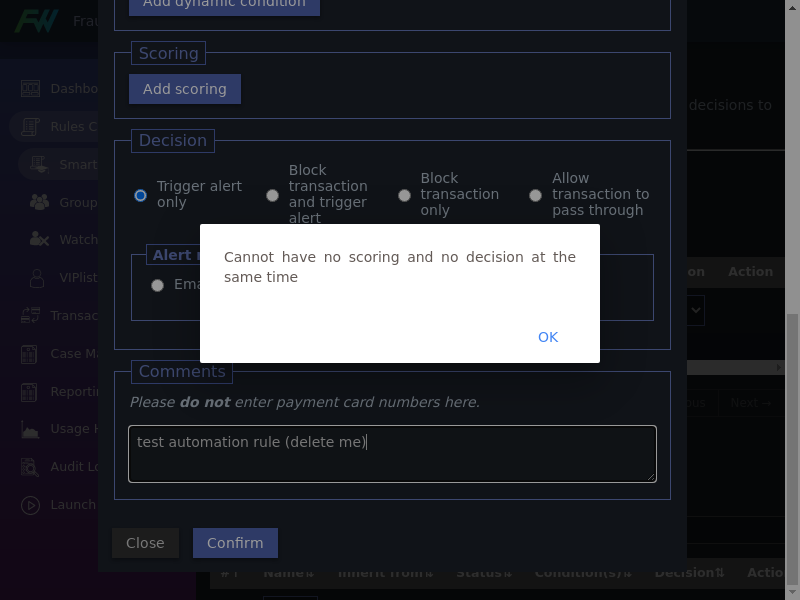 Add dynamic condition
FW Frau
Scoring
Dashbo
Add scoring
decisions to
Rules C
Decision
Smart
Trigger alert only
Block transaction and trigger alert
Block transaction only
Allow transaction to pass through
Group
Watch
Cannot have no scoring and no decision at the
same time
Alert
Ema
on Action
VIPlist
Transac
OK
Case Ma
Comments
Reporti
Please do not enter payment card numbers here.
Next →
Usage H
test automation rule (delete me)
Audit Lo
Launch
Close Confirm
# Name Inherit from Status Condition(s) Decision Actio